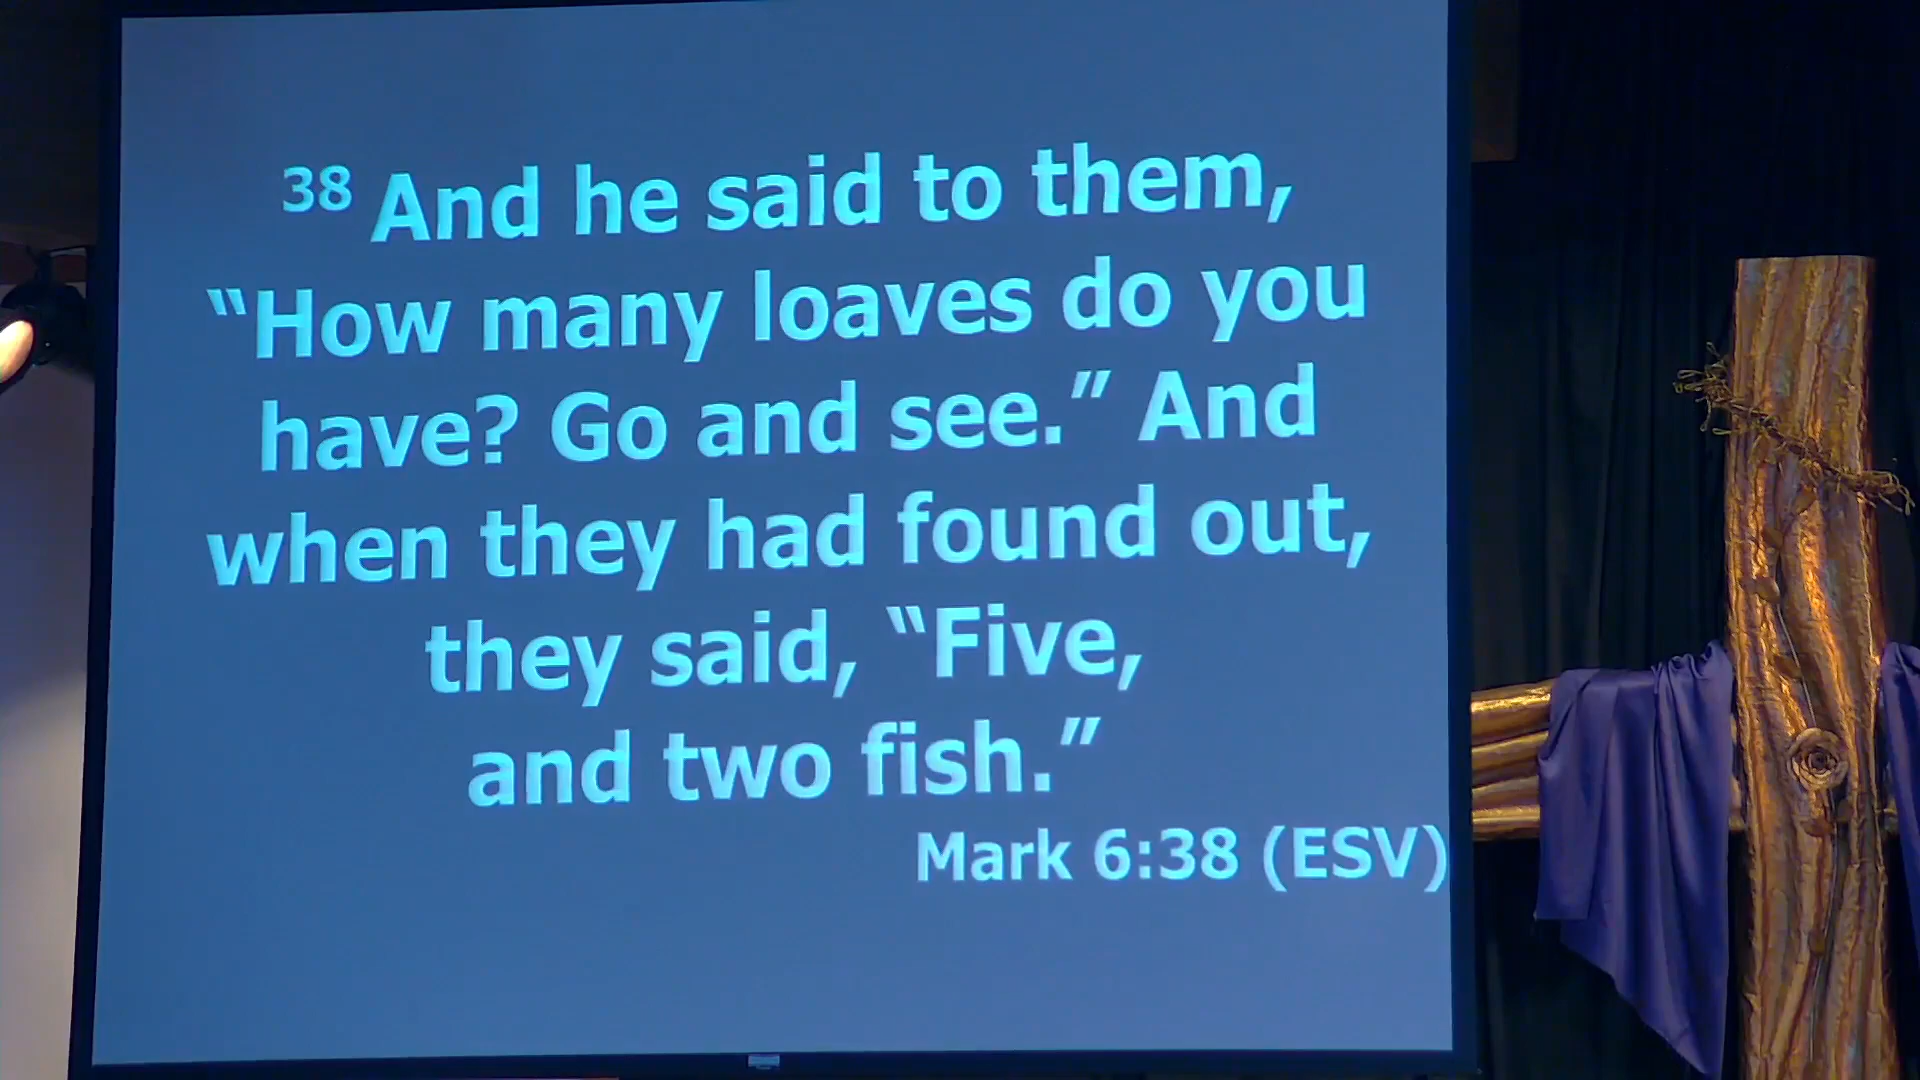 38 And he said to them,
“How many loaves do you
have? Go and see.” And
when they had found out,
they said, “Five,
and two fish.”
Mark 6:38 (ESV)